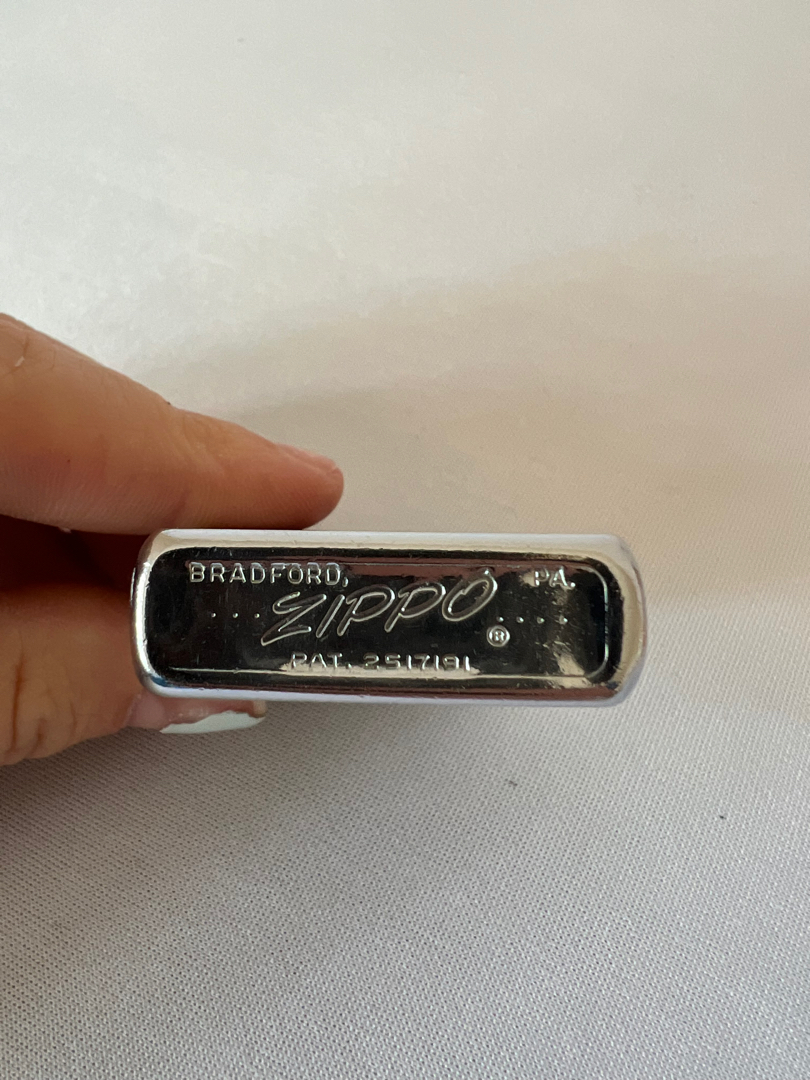 BRADFORD, PA.
... ZIPPO ® ....
PAT. 2517191